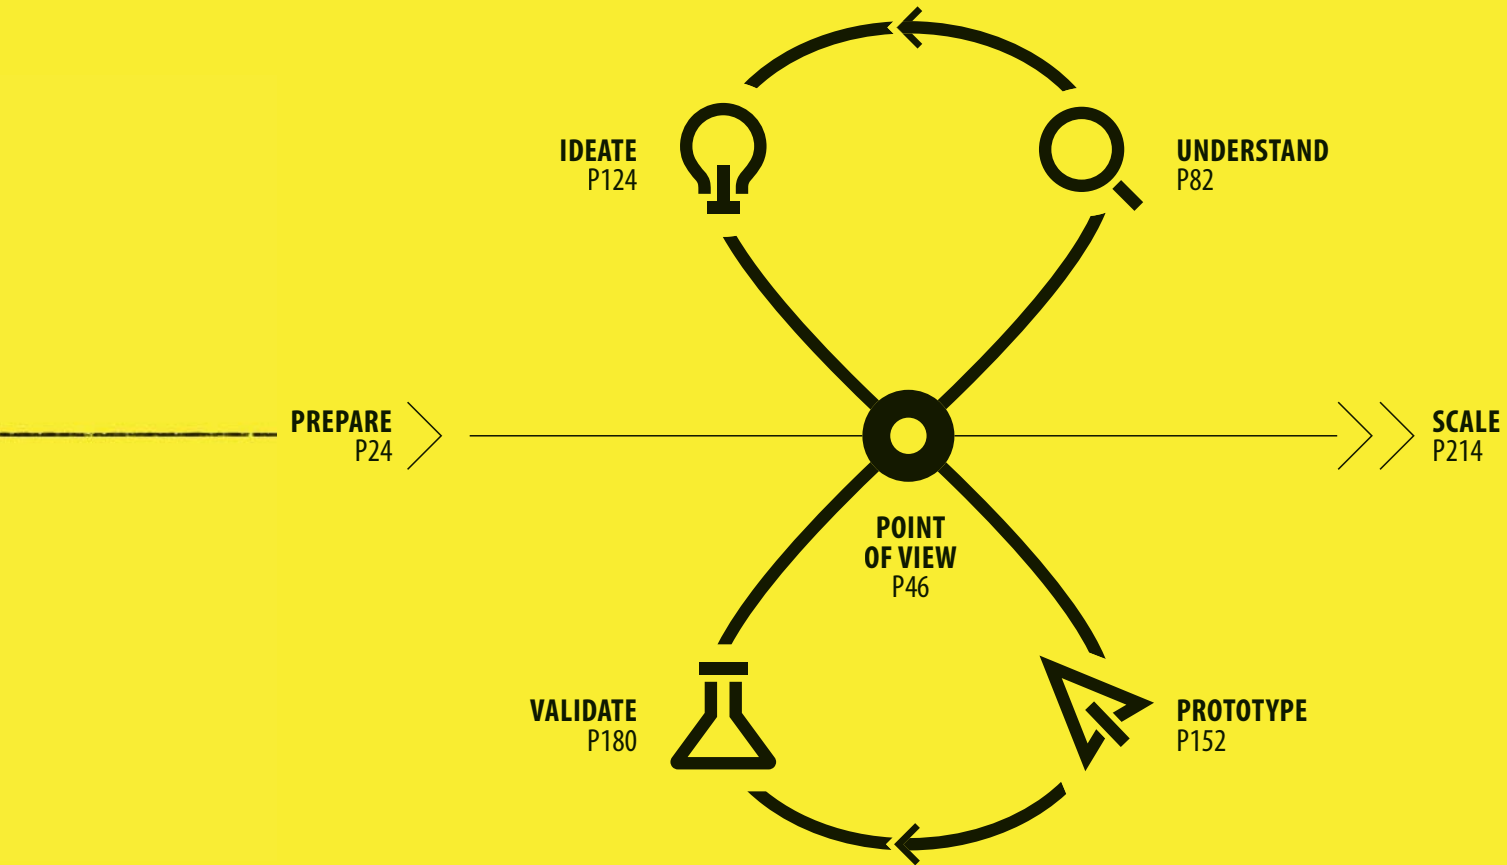 IDEATE
P124
UNDERSTAND
P82
PREPARE
P24
SCALE
P214
POINT
OF VIEW
P46
VALIDATE
P180
PROTOTYPE
P152